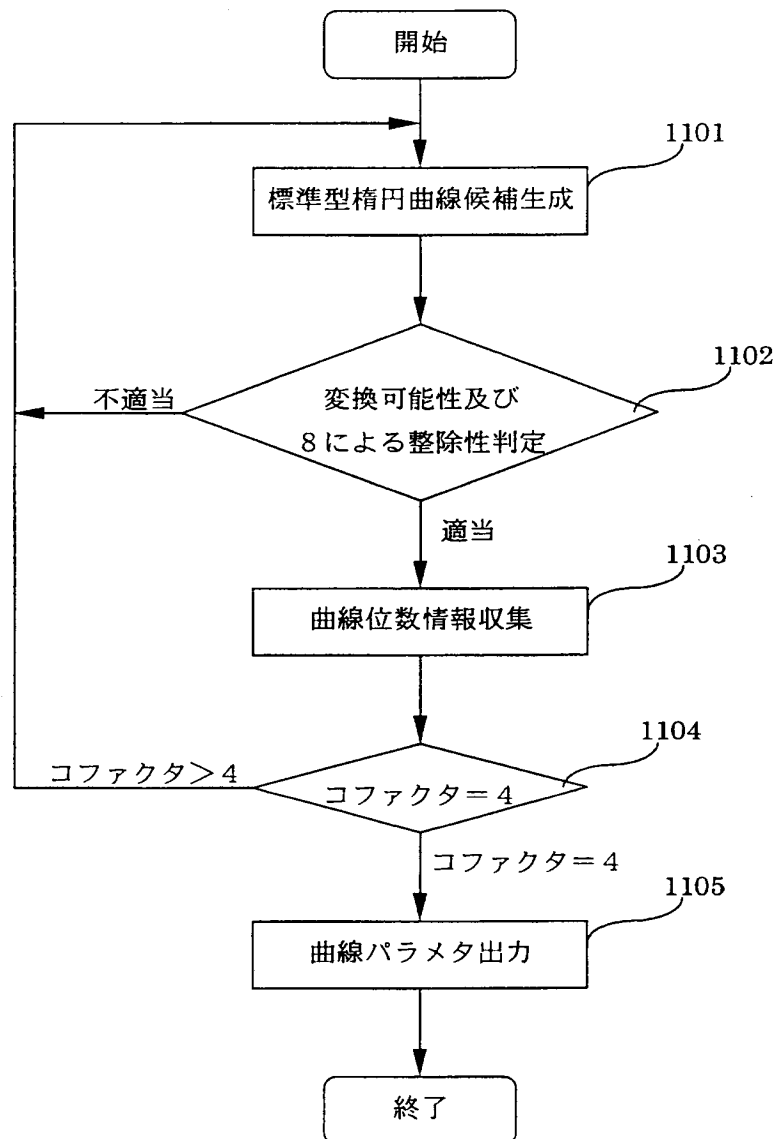 開始
1101
標準型楕円曲線候補生成
1102
不適当
変換可能性及び
８による整除性判定
適当
1103
曲線位数情報収集
1104
コファクタ＞４
コファクタ＝４
コファクタ＝４
1105
曲線パラメタ出力
終了